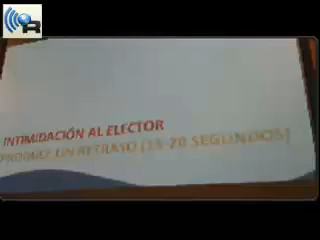 INTIMIDACIÓN AL ELECTOR
PRODUCE UN RETRASO (15-20 SEGUNDOS)